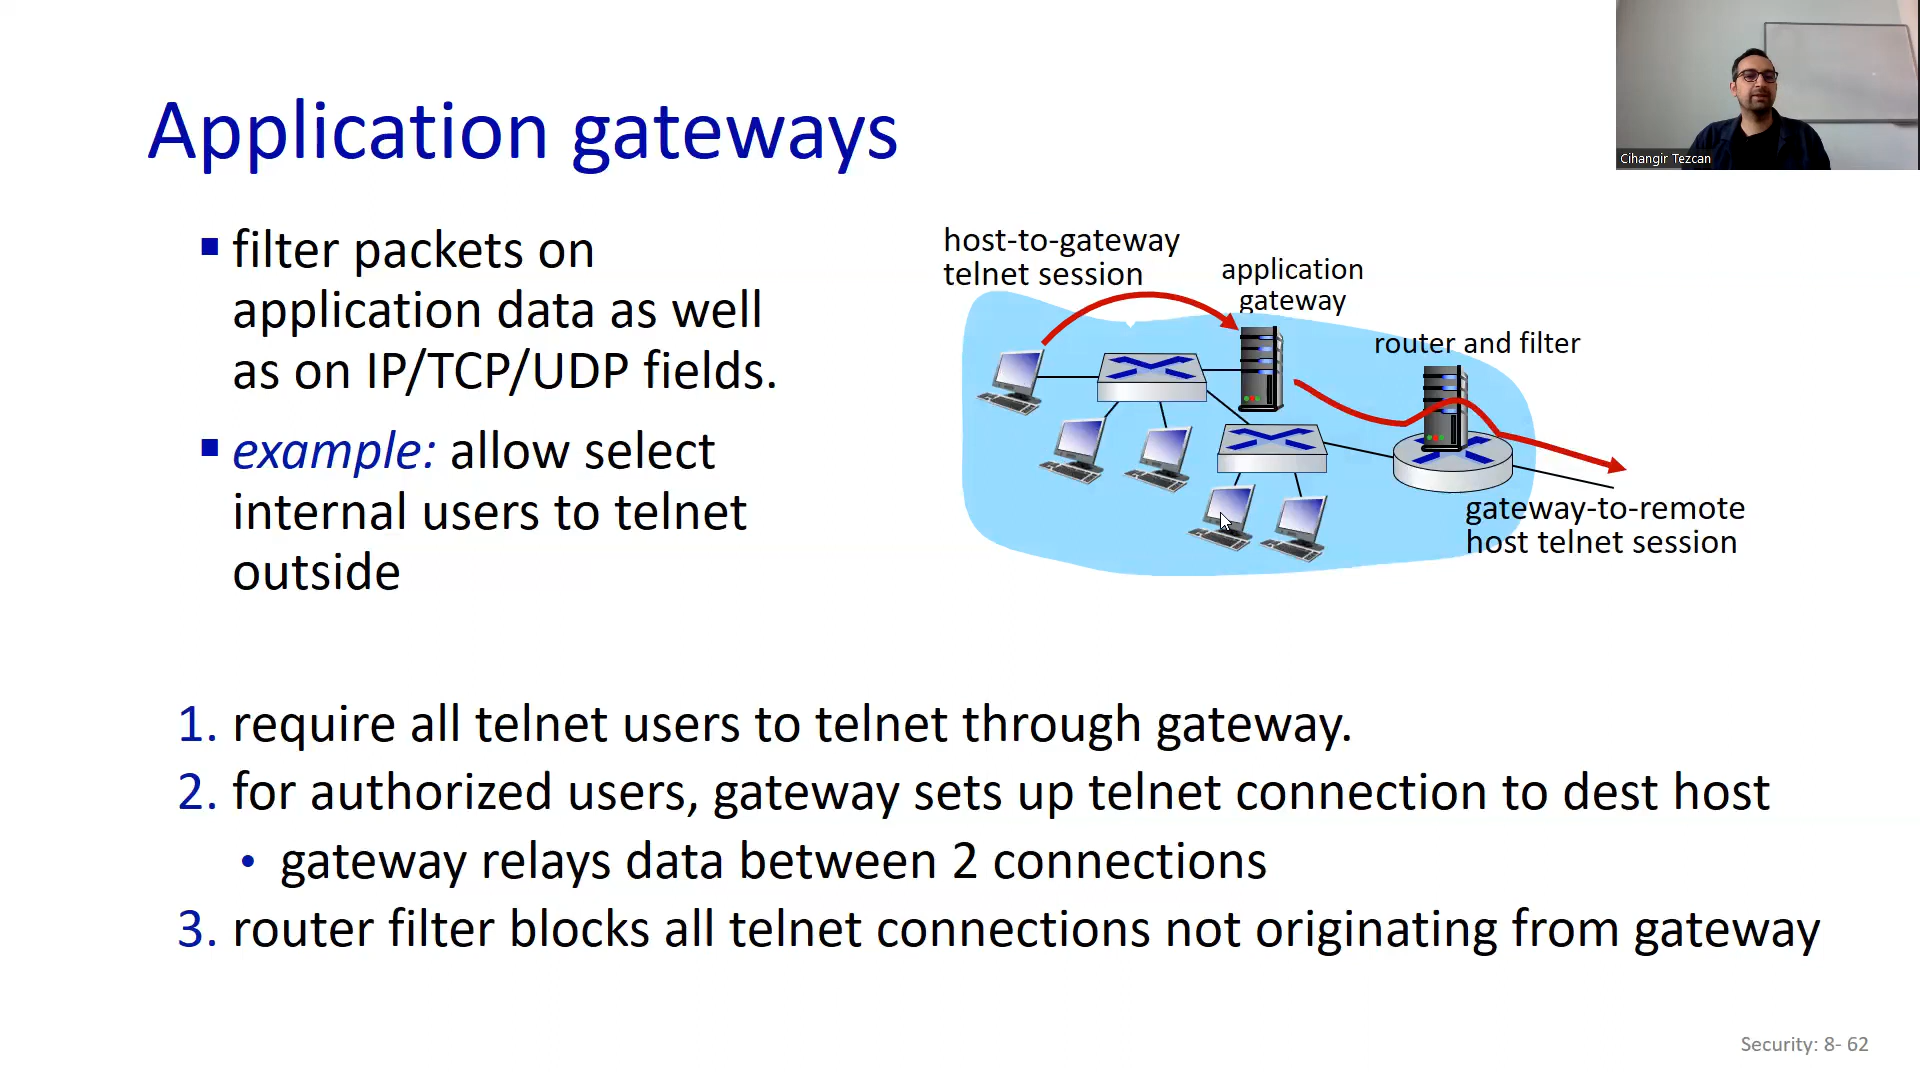 Application gateways
Cihangir Tezcan
▪ filter packets on
application data as well
as on IP/TCP/UDP fields.
▪ example: allow select
internal users to telnet
outside
host-to-gateway
telnet session
application
gateway
router and filter
gateway-to-remote
host telnet session
1. require all telnet users to telnet through gateway.
2. for authorized users, gateway sets up telnet connection to dest host
• gateway relays data between 2 connections
3. router filter blocks all telnet connections not originating from gateway
Security: 8- 62